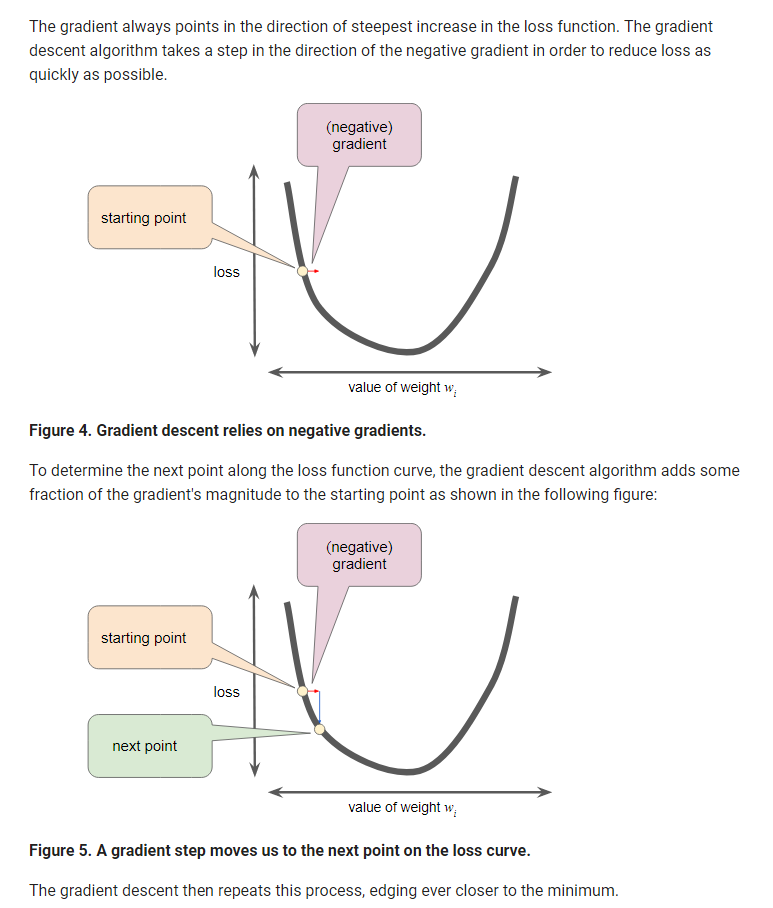 The gradient always points in the direction of steepest increase in the loss function. The gradient
descent algorithm takes a step in the direction of the negative gradient in order to reduce loss as
quickly as possible.
(negative)
gradient
starting point
loss
value of weight wᵢ
Figure 4. Gradient descent relies on negative gradients.
To determine the next point along the loss function curve, the gradient descent algorithm adds some
fraction of the gradient's magnitude to the starting point as shown in the following figure:
(negative)
gradient
starting point
loss
next point
value of weight wᵢ
Figure 5. A gradient step moves us to the next point on the loss curve.
The gradient descent then repeats this process, edging ever closer to the minimum.